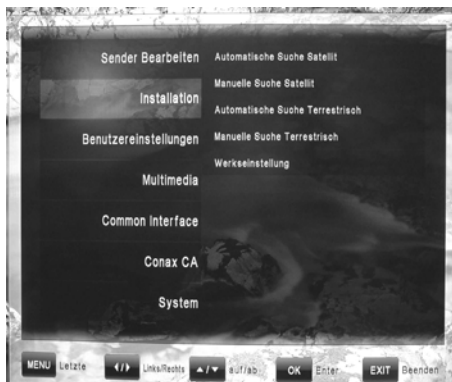 Sender Bearbeiten
Installation
Benutzereinstellungen
Multimedia
Common Interface
Conax CA
System
Automatische Suche Satellit
Manuelle Suche Satellit
Automatische Suche Terrestrisch
Manuelle Suche Terrestrisch
Werkseinstellung
MENU Letzte ◀/▶ Links/Rechts ▲/▼ auf/ab OK Enter EXIT Beenden